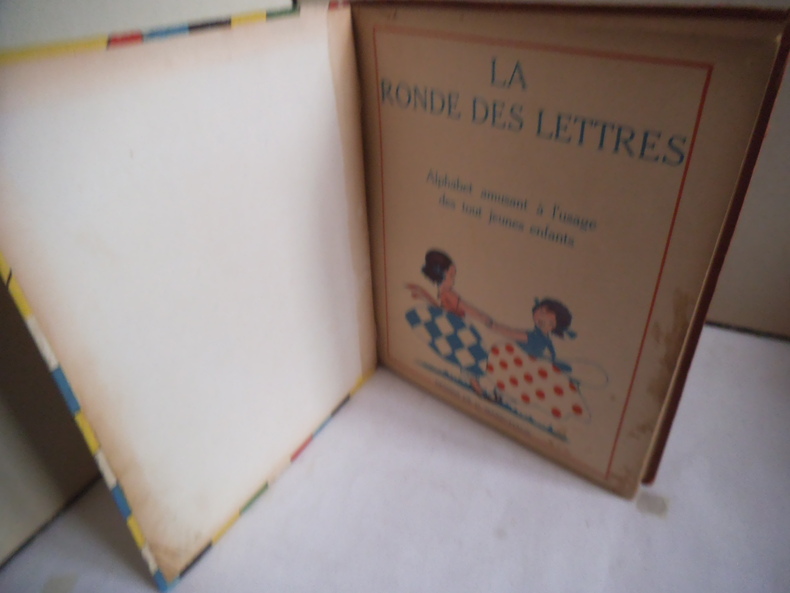 LA
RONDE DES LETTRES
Alphabet amusant à l'usage
des tout jeunes enfants